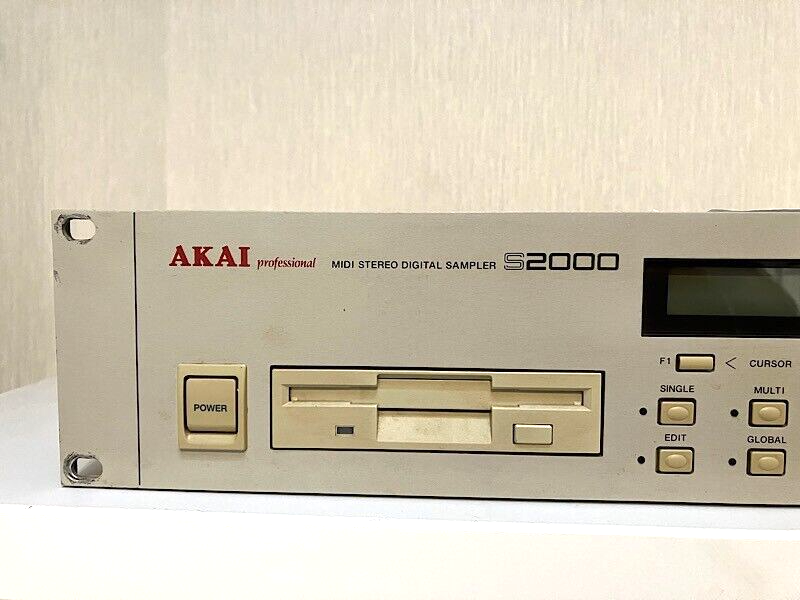 AKAI professional MIDI STEREO DIGITAL SAMPLER S2000
F1 < CURSOR
SINGLE MULTI
POWER
EDIT GLOBAL